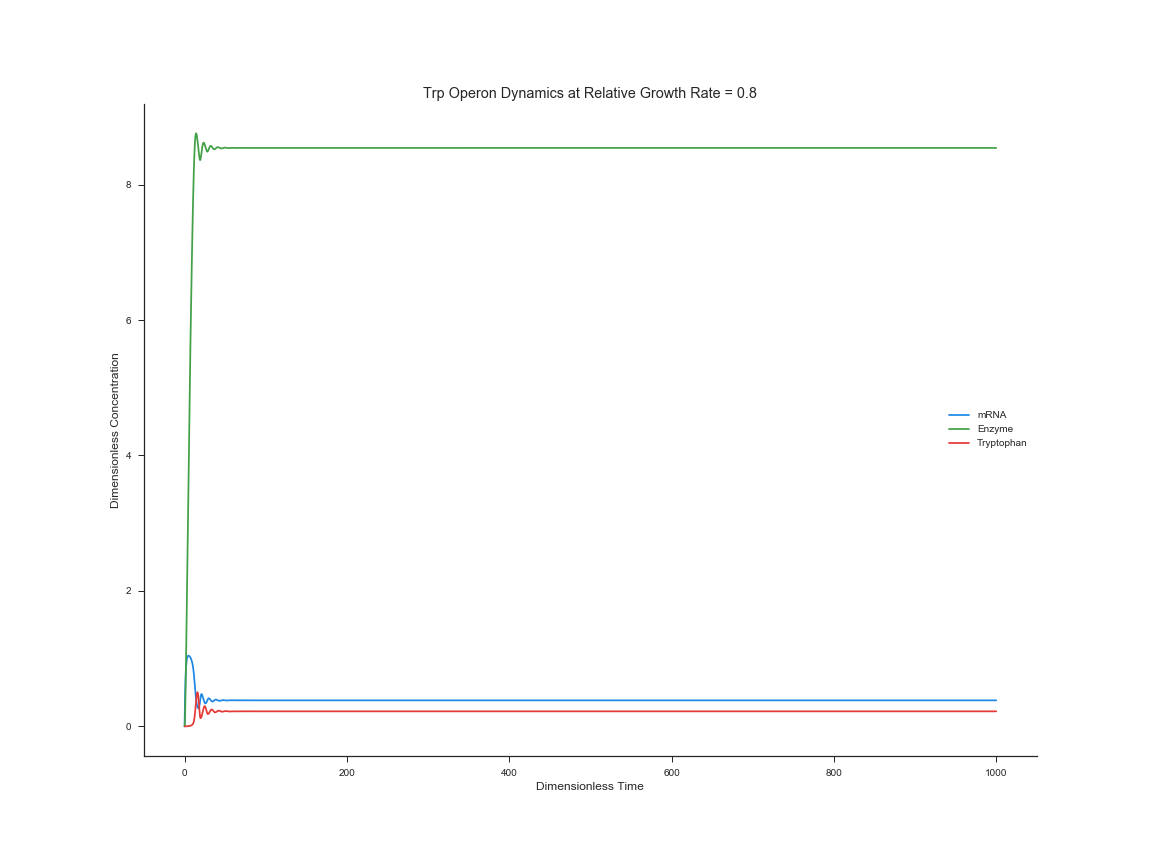 Trp Operon Dynamics at Relative Growth Rate = 0.8
8
6
4
2
0
Dimensionless Concentration
mRNA
Enzyme
Tryptophan
0 200 400 600 800 1000
Dimensionless Time